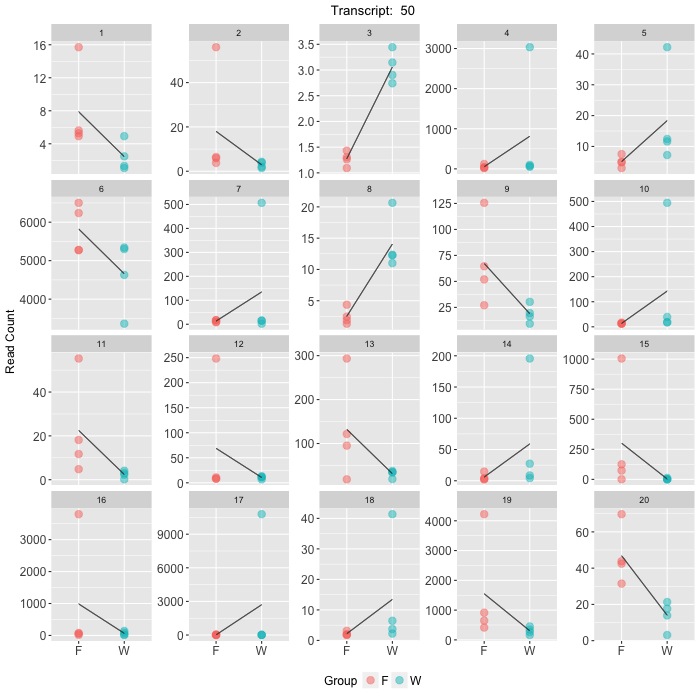 Transcript: 50
1 2 3 4 5
16 12 8 4
40 20 0
3.5 3.0 2.5 2.0 1.5 1.0
3000 2000 1000 0
40 30 20 10
6 7 8 9 10
6000 5000 4000
500 400 300 200 100 0
20 15 10 5
125 100 75 50 25
500 400 300 200 100 0
Read Count
11 12 13 14 15
40 20 0
250 200 150 100 50 0
300 200 100
200 150 100 50 0
1000 750 500 250 0
16 17 18 19 20
3000 2000 1000 0
9000 6000 3000 0
40 30 20 10 0
4000 3000 2000 1000 0
60 40 20 0
F W F W F W F W F W
Group F W